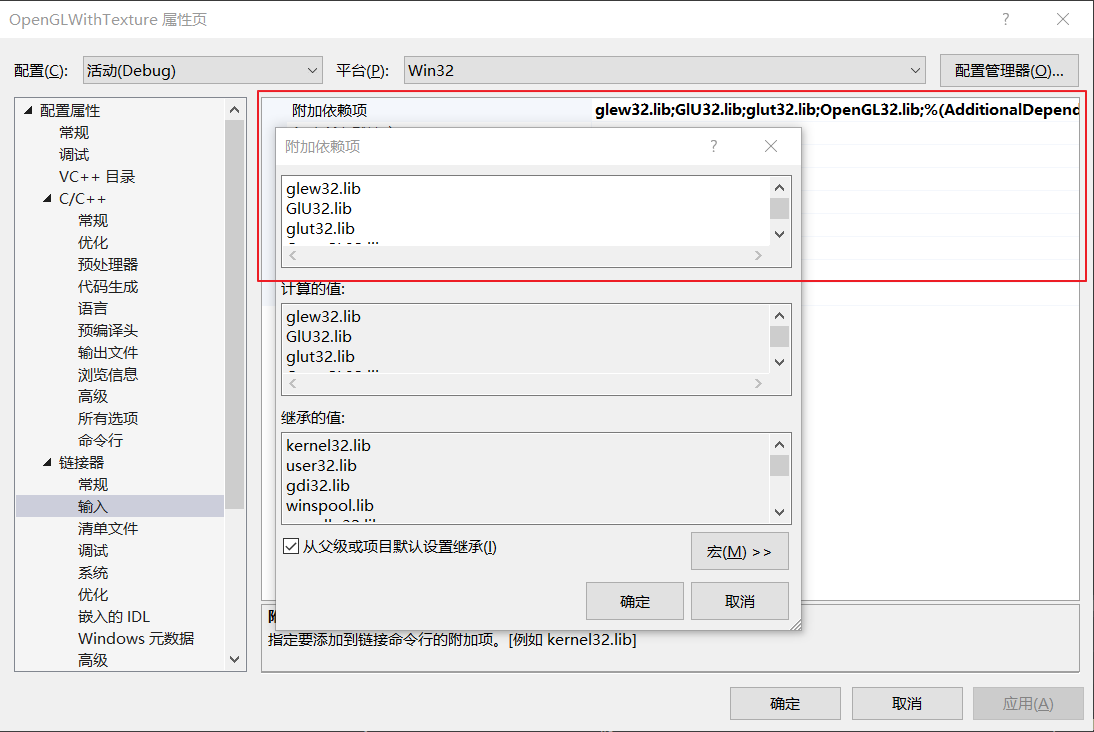 OpenGLWithTexture 属性页
配置(C): 活动(Debug) 平台(P): Win32 配置管理器(O)...
配置属性
常规
调试
VC++ 目录
C/C++
常规
优化
预处理器
代码生成
语言
预编译头
输出文件
浏览信息
高级
所有选项
命令行
链接器
常规
输入
清单文件
调试
系统
优化
嵌入的 IDL
Windows 元数据
高级
附加依赖项 glew32.lib;GlU32.lib;glut32.lib;OpenGL32.lib;%(AdditionalDepend
附加依赖项
glew32.lib
GlU32.lib
glut32.lib
计算的值:
glew32.lib
GlU32.lib
glut32.lib
继承的值:
kernel32.lib
user32.lib
gdi32.lib
winspool.lib
从父级或项目默认设置继承(I)
宏(M) >>
确定 取消
指定要添加到链接命令行的附加项。[例如 kernel32.lib]
确定 取消 应用(A)